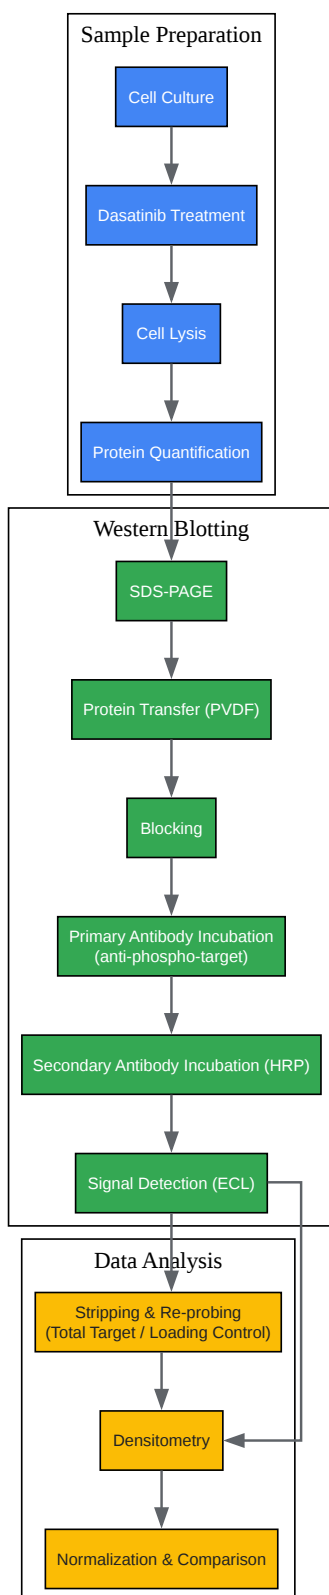 Sample Preparation
Cell Culture
Dasatinib Treatment
Cell Lysis
Protein Quantification
Western Blotting
SDS-PAGE
Protein Transfer (PVDF)
Blocking
Primary Antibody Incubation
(anti-phospho-target)
Secondary Antibody Incubation (HRP)
Signal Detection (ECL)
Data Analysis
Stripping & Re-probing
(Total Target / Loading Control)
Densitometry
Normalization & Comparison